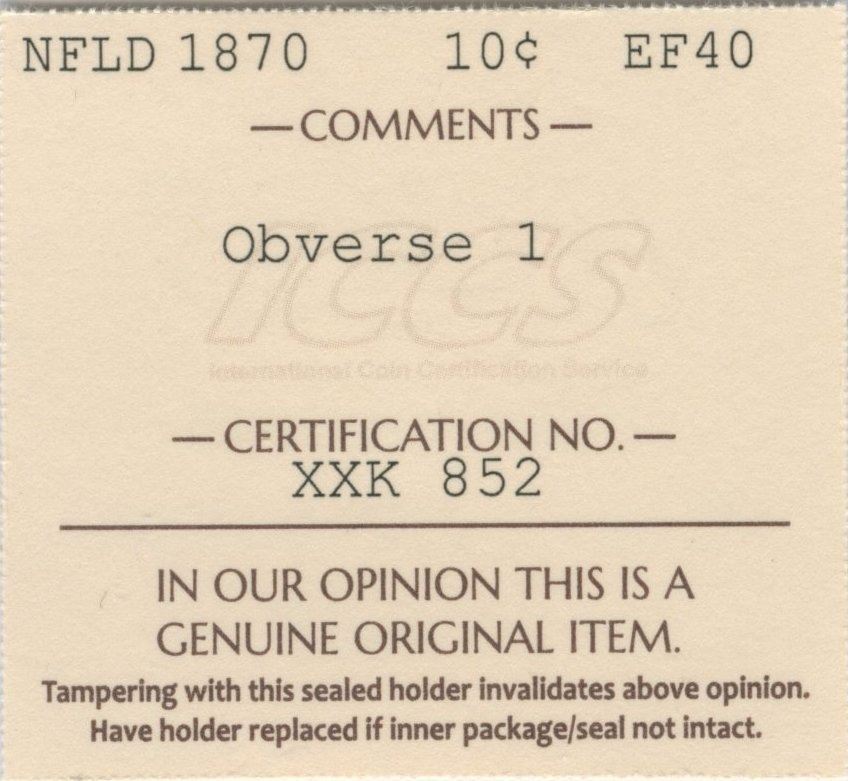 NFLD 1870 10¢ EF40
— COMMENTS —
Obverse 1
ICCS
International Coin Certification Service
— CERTIFICATION NO. —
XXK 852
IN OUR OPINION THIS IS A
GENUINE ORIGINAL ITEM.
Tampering with this sealed holder invalidates above opinion.
Have holder replaced if inner package/seal not intact.